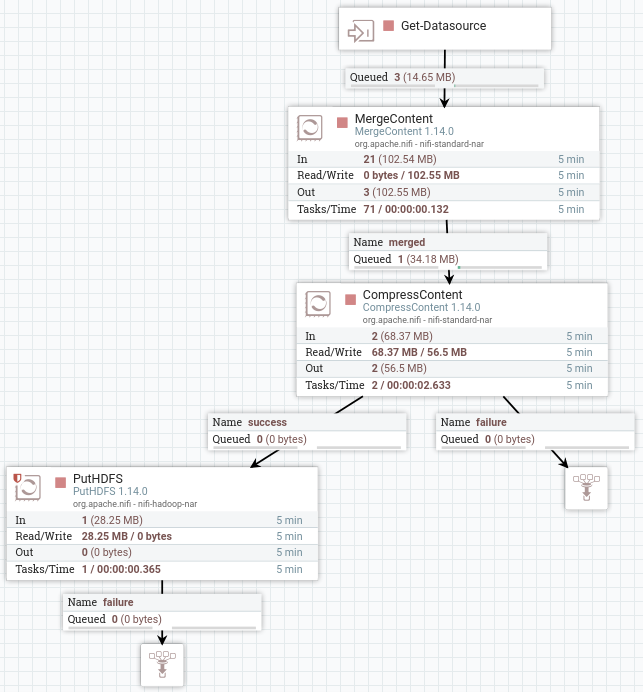 Get-Datasource
Queued 3 (14.65 MB)
MergeContent
MergeContent 1.14.0
org.apache.nifi - nifi-standard-nar
In 21 (102.54 MB) 5 min
Read/Write 0 bytes / 102.55 MB 5 min
Out 3 (102.55 MB) 5 min
Tasks/Time 71 / 00:00:00.132 5 min
Name merged
Queued 1 (34.18 MB)
CompressContent
CompressContent 1.14.0
org.apache.nifi - nifi-standard-nar
In 2 (68.37 MB) 5 min
Read/Write 68.37 MB / 56.5 MB 5 min
Out 2 (56.5 MB) 5 min
Tasks/Time 2 / 00:00:02.633 5 min
Name success
Queued 0 (0 bytes)
Name failure
Queued 0 (0 bytes)
PutHDFS
PutHDFS 1.14.0
org.apache.nifi - nifi-hadoop-nar
In 1 (28.25 MB) 5 min
Read/Write 28.25 MB / 0 bytes 5 min
Out 0 (0 bytes) 5 min
Tasks/Time 1 / 00:00:00.365 5 min
Name failure
Queued 0 (0 bytes)